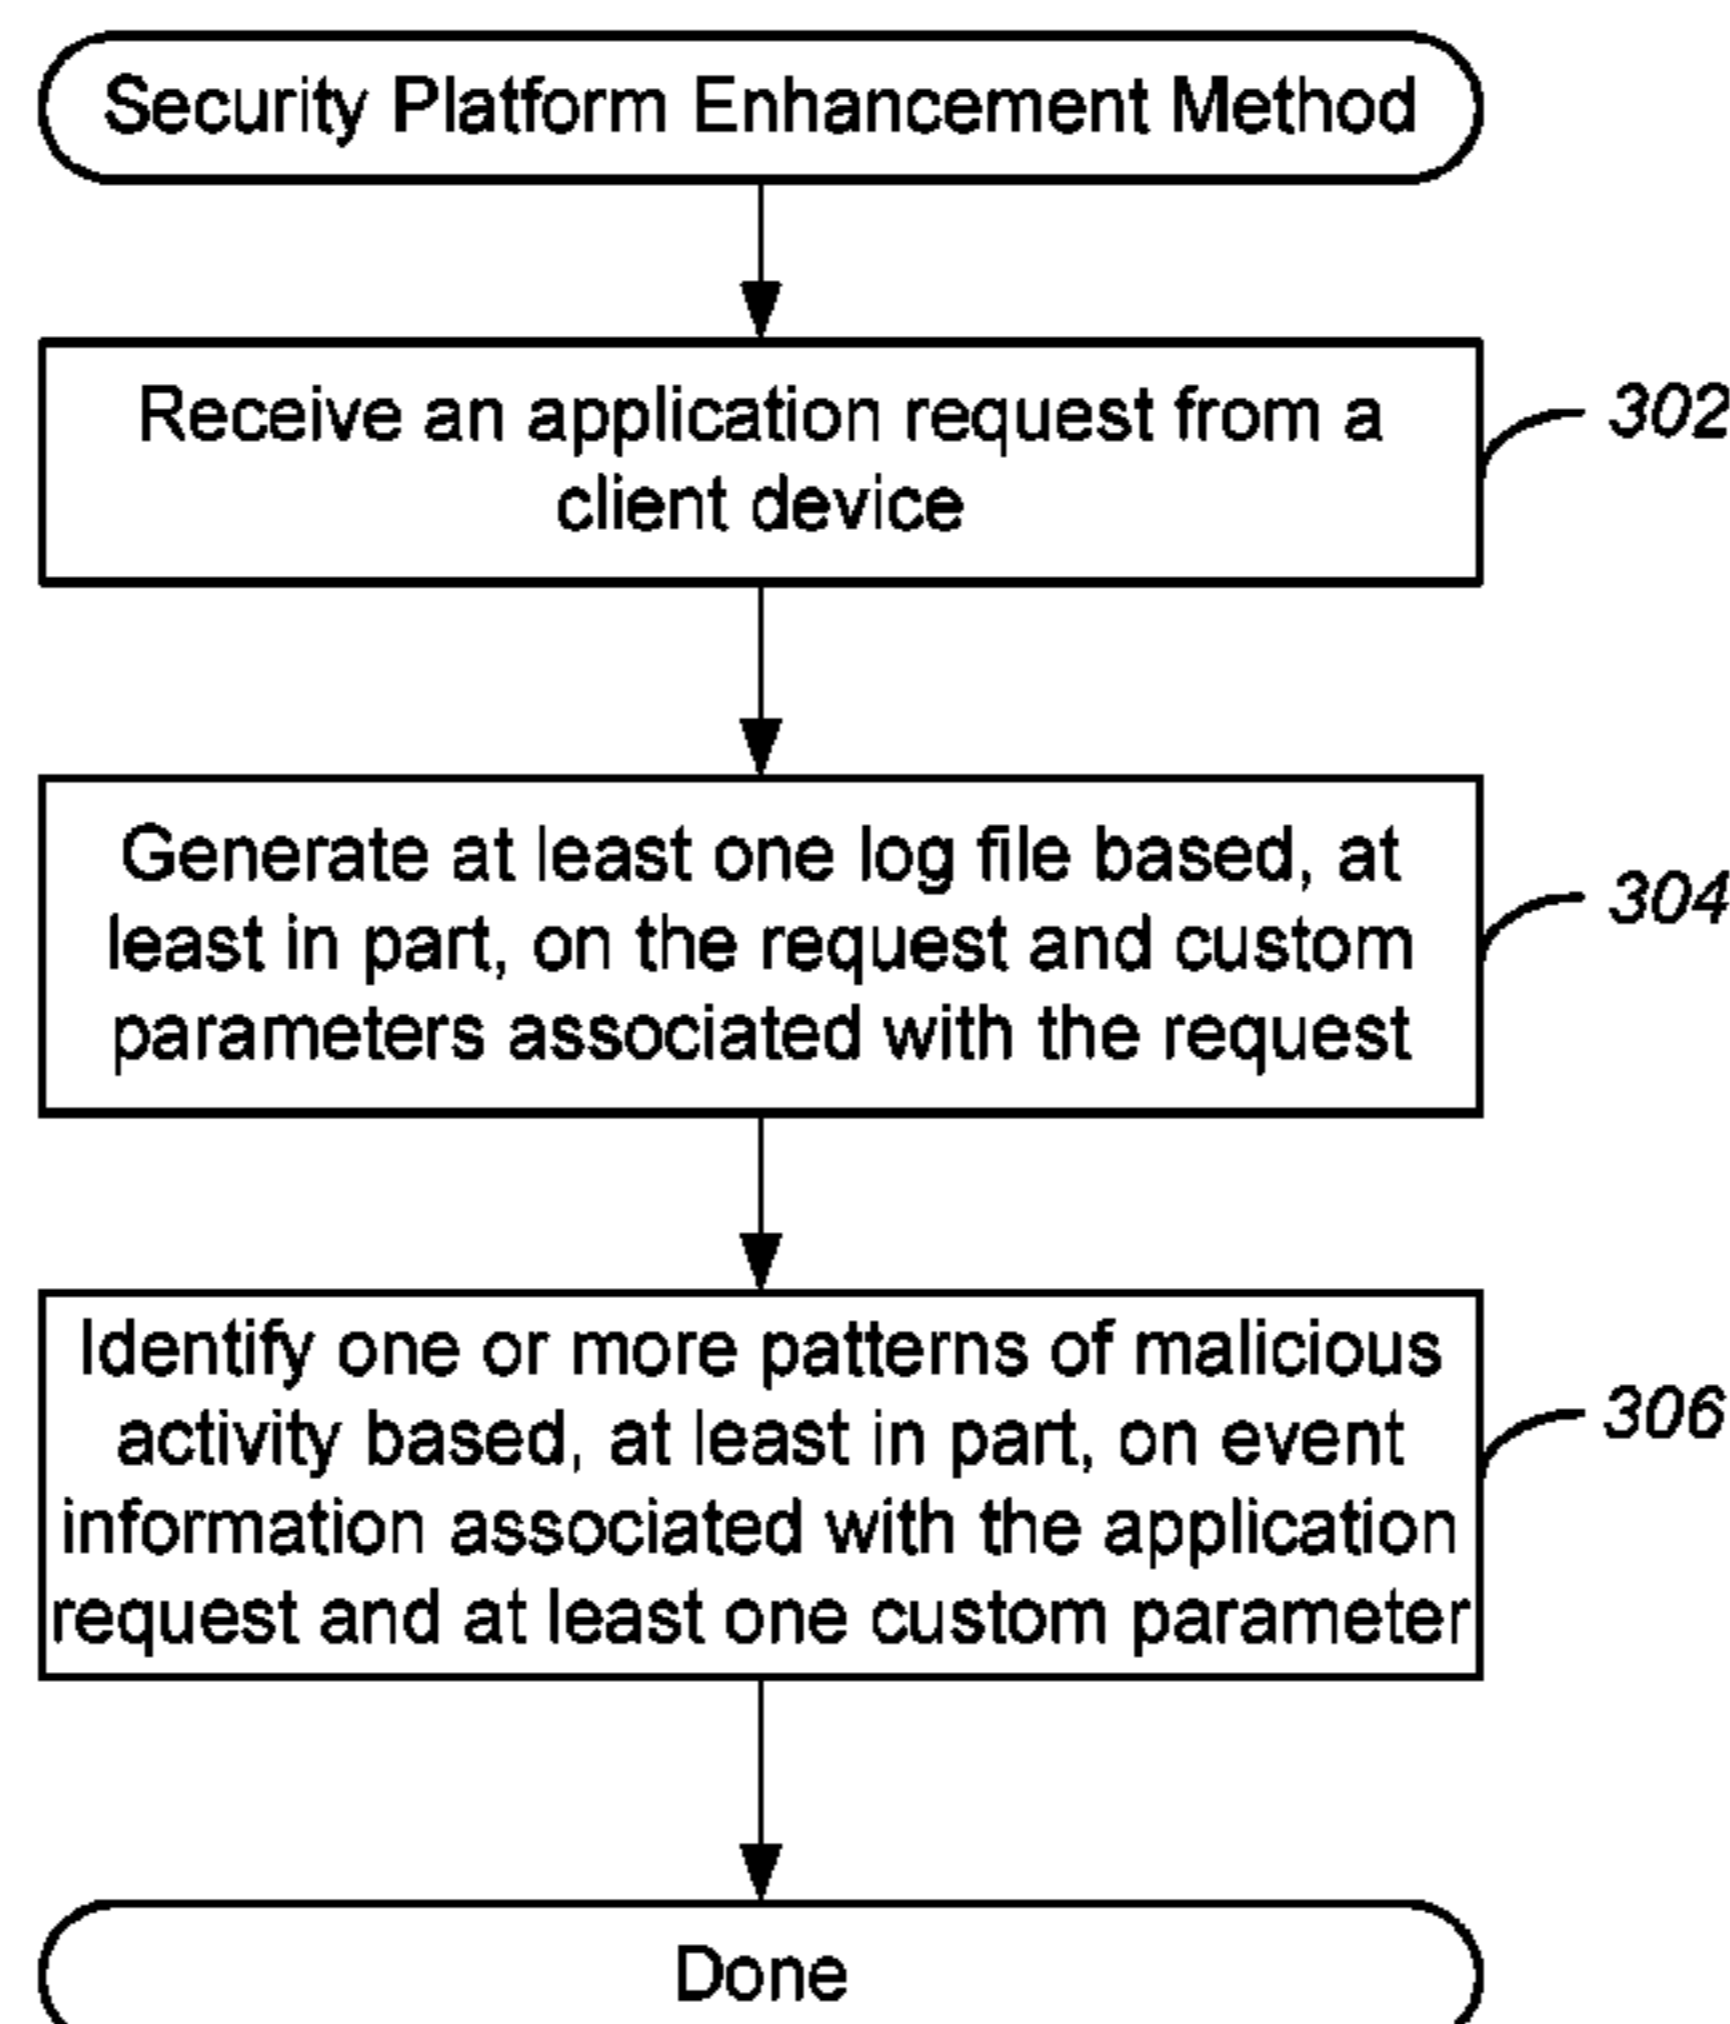 Security Platform Enhancement Method
Receive an application request from a
client device
302
Generate at least one log file based, at
least in part, on the request and custom
parameters associated with the request
304
Identify one or more patterns of malicious
activity based, at least in part, on event
information associated with the application
request and at least one custom parameter
306
Done